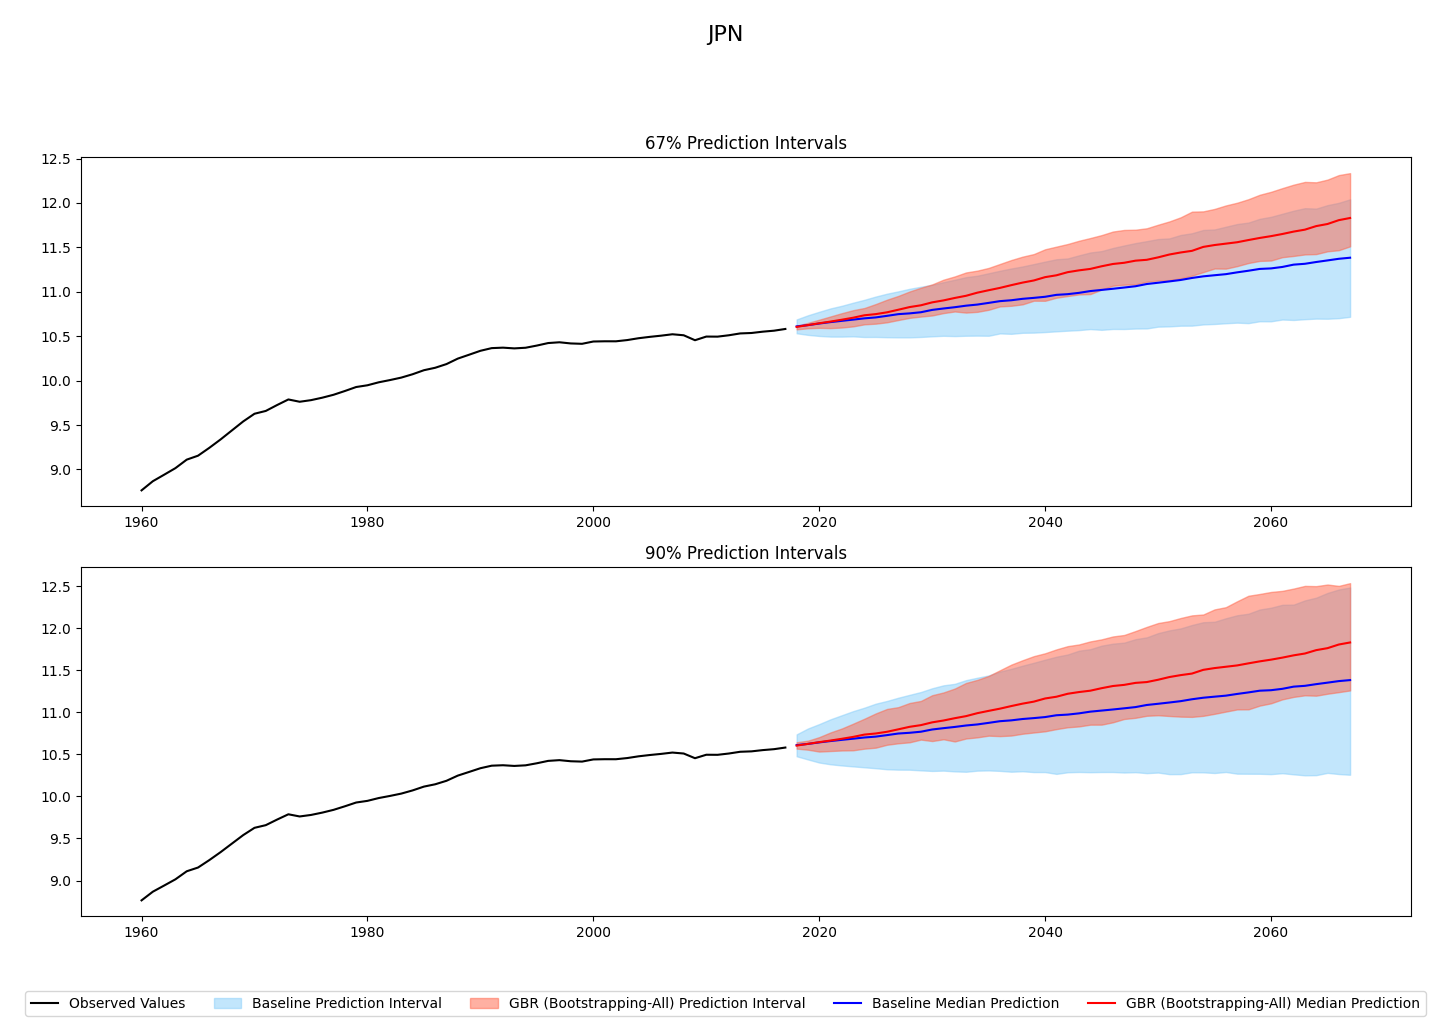 JPN
67% Prediction Intervals
12.5
12.0
11.5
11.0
10.5
10.0
9.5
9.0
1960 1980 2000 2020 2040 2060
90% Prediction Intervals
12.5
12.0
11.5
11.0
10.5
10.0
9.5
9.0
1960 1980 2000 2020 2040 2060
Observed Values Baseline Prediction Interval GBR (Bootstrapping-All) Prediction Interval Baseline Median Prediction GBR (Bootstrapping-All) Median Prediction